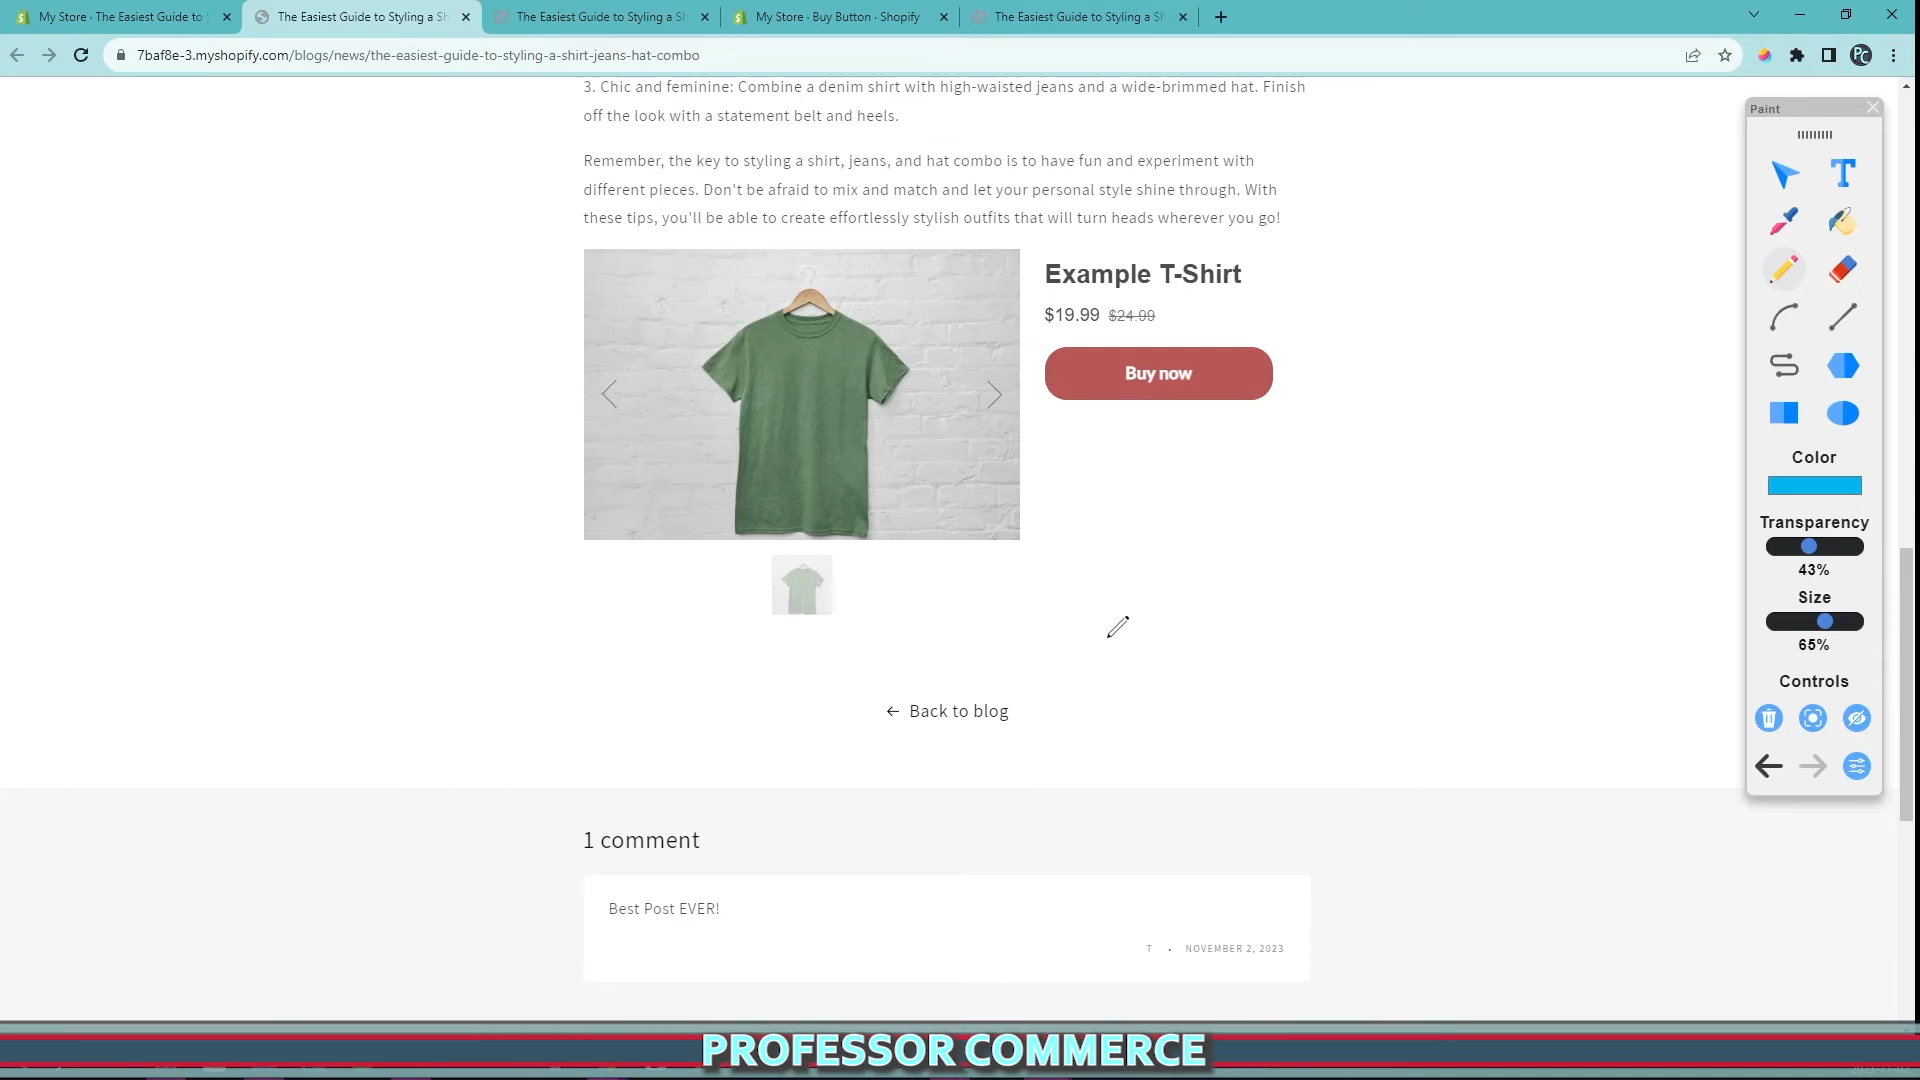 My Store · The Easiest Guide to
The Easiest Guide to Styling a Sh
The Easiest Guide to Styling a Sh
My Store · Buy Button · Shopify
The Easiest Guide to Styling a Sh
7baf8e-3.myshopify.com/blogs/news/the-easiest-guide-to-styling-a-shirt-jeans-hat-combo
3. Chic and feminine: Combine a denim shirt with high-waisted jeans and a wide-brimmed hat. Finish
off the look with a statement belt and heels.
Remember, the key to styling a shirt, jeans, and hat combo is to have fun and experiment with
different pieces. Don't be afraid to mix and match and let your personal style shine through. With
these tips, you'll be able to create effortlessly stylish outfits that will turn heads wherever you go!
Example T-Shirt
$19.99 $24.99
Buy now
← Back to blog
1 comment
Best Post EVER!
T • NOVEMBER 2, 2023
Paint
T
Color
Transparency
43%
Size
65%
Controls
PROFESSOR COMMERCE